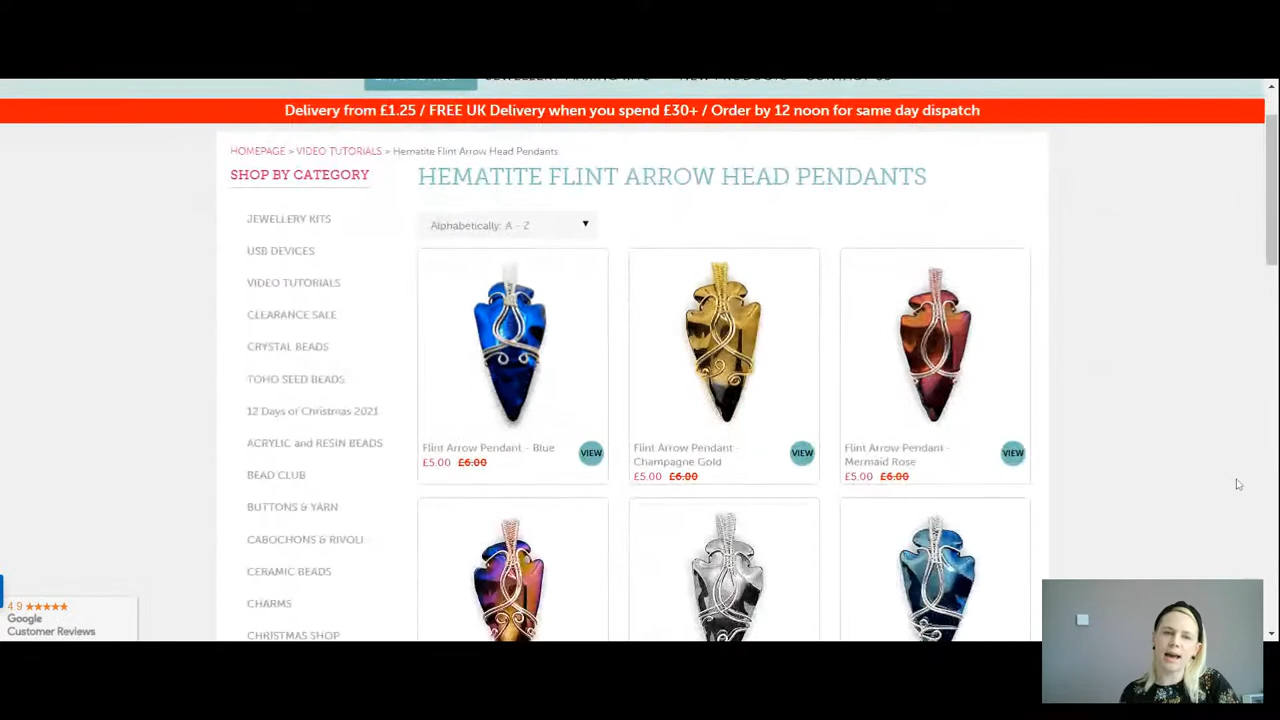 Delivery from £1.25 / FREE UK Delivery when you spend £30+ / Order by 12 noon for same day dispatch
HOMEPAGE > VIDEO TUTORIALS > Hematite Flint Arrow Head Pendants
SHOP BY CATEGORY
HEMATITE FLINT ARROW HEAD PENDANTS
JEWELLERY KITS
USB DEVICES
VIDEO TUTORIALS
CLEARANCE SALE
CRYSTAL BEADS
TOHO SEED BEADS
12 Days of Christmas 2021
ACRYLIC and RESIN BEADS
BEAD CLUB
BUTTONS & YARN
CABOCHONS & RIVOLI
CERAMIC BEADS
CHARMS
CHRISTMAS SHOP
Alphabetically: A - Z
Flint Arrow Pendant - Blue
£5.00 £6.00
VIEW
Flint Arrow Pendant -
Champagne Gold
£5.00 £6.00
VIEW
Flint Arrow Pendant -
Mermaid Rose
£5.00 £6.00
VIEW
4.9
Google
Customer Reviews